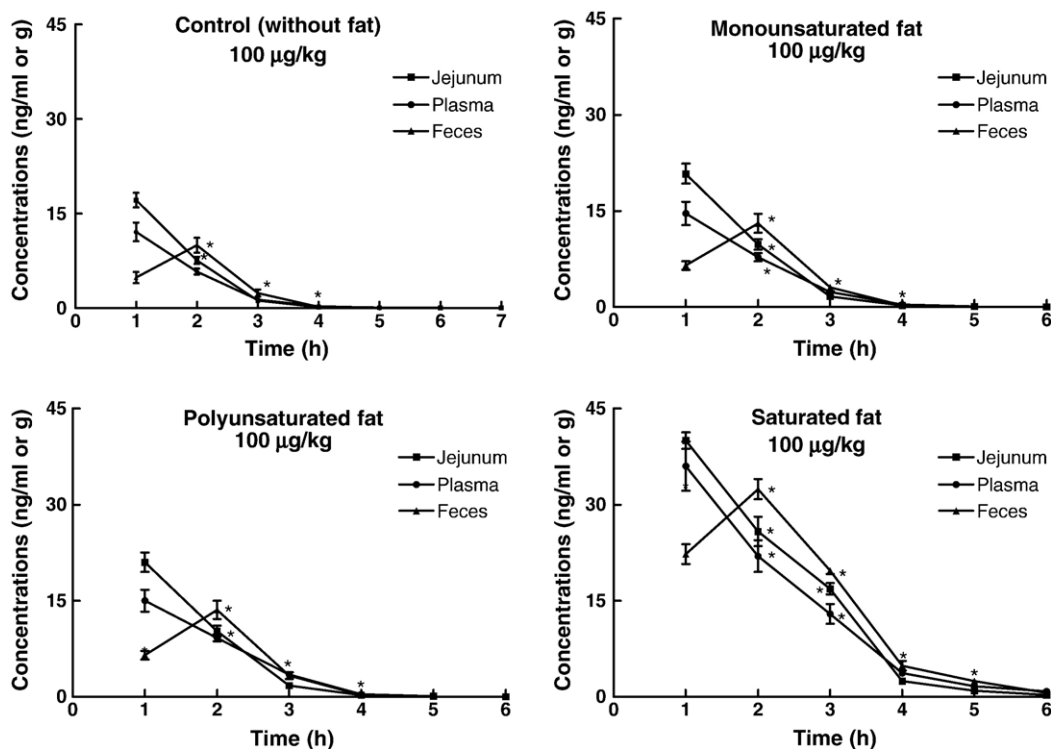 Control (without fat)
100 µg/kg
Jejunum
Plasma
Feces
Concentrations (ng/ml or g)
45
30
15
0
0 1 2 3 4 5 6 7
* * * *
Time (h)
Monounsaturated fat
100 µg/kg
Jejunum
Plasma
Feces
Concentrations (ng/ml or g)
45
30
15
0
0 1 2 3 4 5 6
* * * * *
Time (h)
Polyunsaturated fat
100 µg/kg
Jejunum
Plasma
Feces
Concentrations (ng/ml or g)
45
30
15
0
0 1 2 3 4 5 6
* * * *
Time (h)
Saturated fat
100 µg/kg
Jejunum
Plasma
Feces
Concentrations (ng/ml or g)
45
30
15
0
0 1 2 3 4 5 6
* * * * * * * *
Time (h)